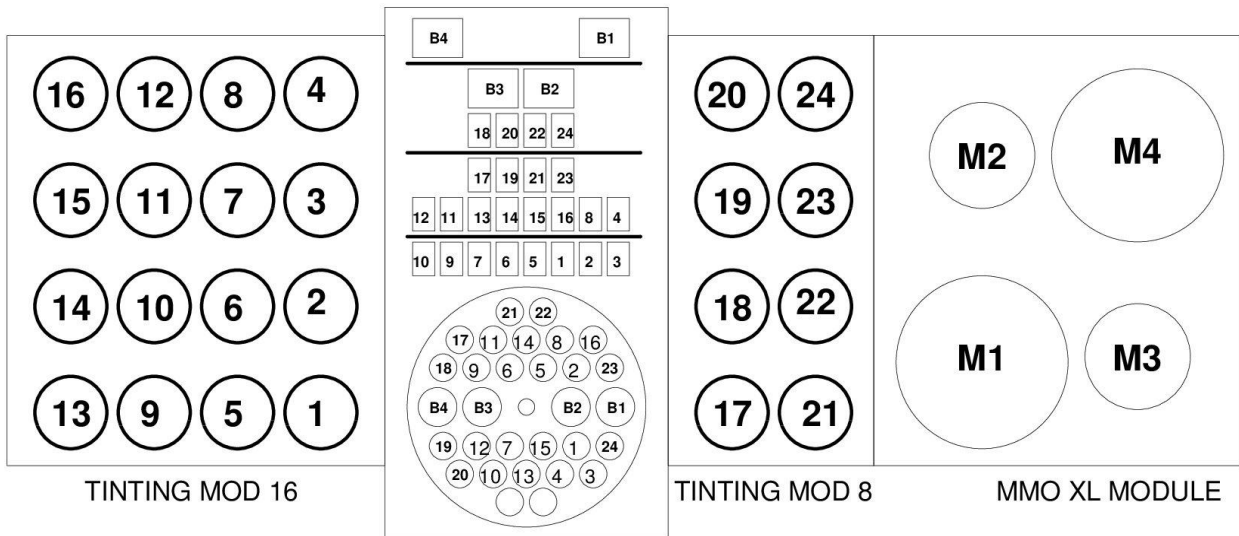 B4 B1
B3 B2
18 20 22 24
17 19 21 23
12 11 13 14 15 16 8 4
10 9 7 6 5 1 2 3
21 22
17 11 14 8 16
18 9 6 5 2 23
B4 B3 B2 B1
19 12 7 15 1 24
20 10 13 4 3
16 12 8 4
15 11 7 3
14 10 6 2
13 9 5 1
TINTING MOD 16
20 24
19 23
18 22
17 21
TINTING MOD 8
M2 M4
M1 M3
MMO XL MODULE